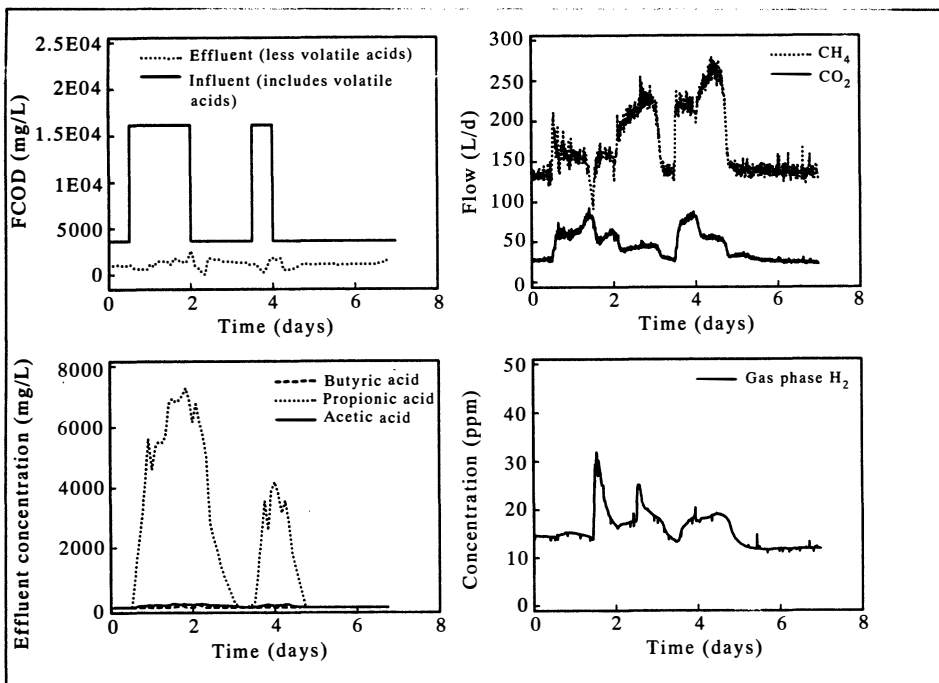 2.5E04
2E04
1.5E04
1E04
5000
0
FCOD (mg/L)
Effluent (less volatile acids)
Influent (includes volatile
acids)
0 2 4 6 8
Time (days)
300
250
200
150
100
50
0
Flow (L/d)
CH4
CO2
0 2 4 6 8
Time (days)
8000
6000
4000
2000
0
Effluent concentration (mg/L)
Butyric acid
Propionic acid
Acetic acid
0 2 4 6 8
Time (days)
50
40
30
20
10
0
Concentration (ppm)
Gas phase H2
0 2 4 6 8
Time (days)